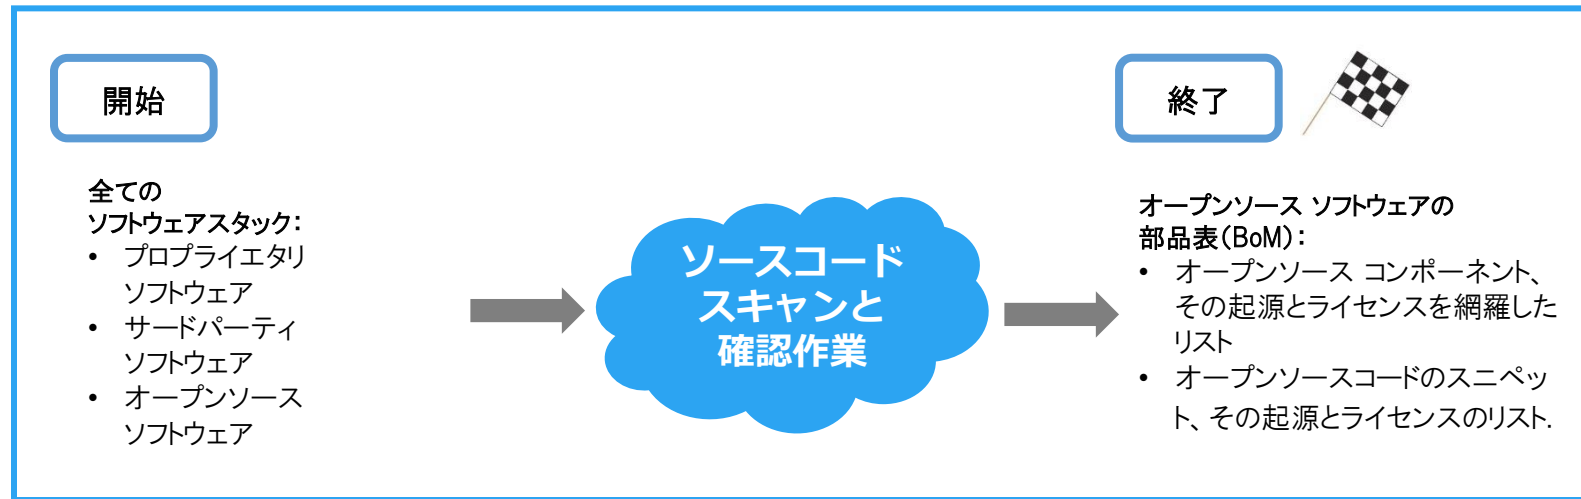 開始
全ての
ソフトウェアスタック：
• プロプライエタリ
ソフトウェア
• サードパーティ
ソフトウェア
• オープンソース
ソフトウェア
ソースコード
スキャンと
確認作業
終了
オープンソース ソフトウェアの
部品表（BoM）：
• オープンソース コンポーネント、
その起源とライセンスを網羅した
リスト
• オープンソースコードのスニペッ
ト、その起源とライセンスのリスト.